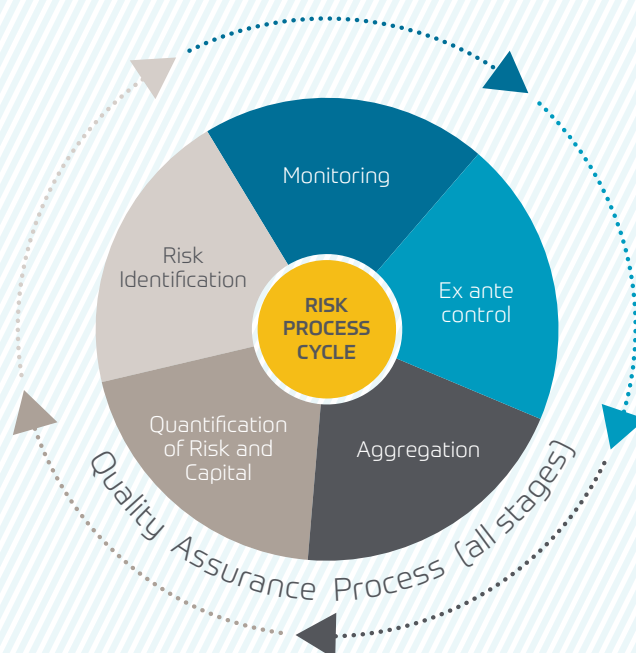 Monitoring
Ex ante
control
Aggregation
Quantification
of Risk and
Capital
Risk
Identification
RISK
PROCESS
CYCLE
Quality Assurance Process (all stages)